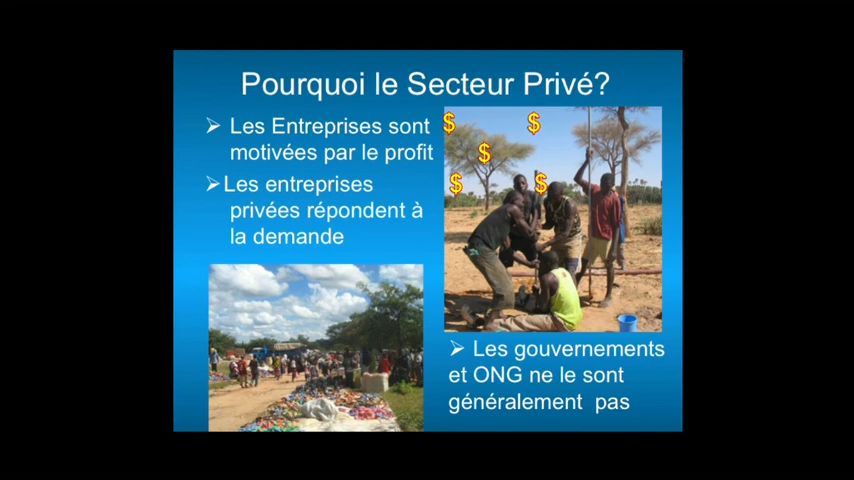 Pourquoi le Secteur Privé?
➢ Les Entreprises sont
motivées par le profit
➢ Les entreprises
privées répondent à
la demande
$ $
$
$ $
➢ Les gouvernements
et ONG ne le sont
généralement pas